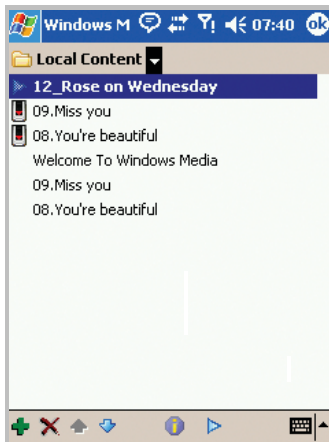 Windows M 07:40 ok
Local Content
12_Rose on Wednesday
09.Miss you
08.You're beautiful
Welcome To Windows Media
09.Miss you
08.You're beautiful